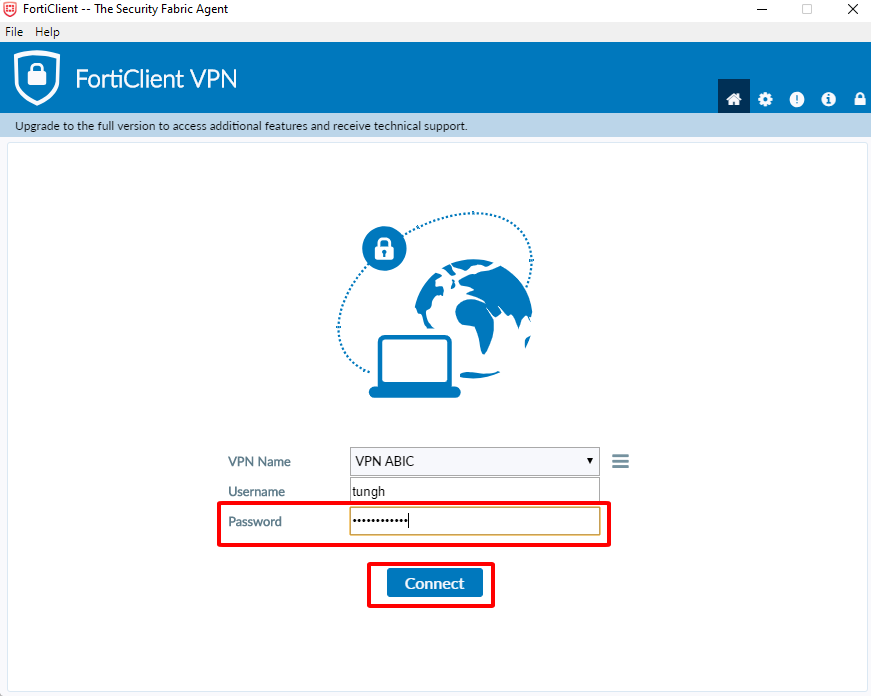 FortiClient -- The Security Fabric Agent
File Help
FortiClient VPN
Upgrade to the full version to access additional features and receive technical support.
VPN Name VPN ABIC
Username tungh
Password ••••••••••••
Connect